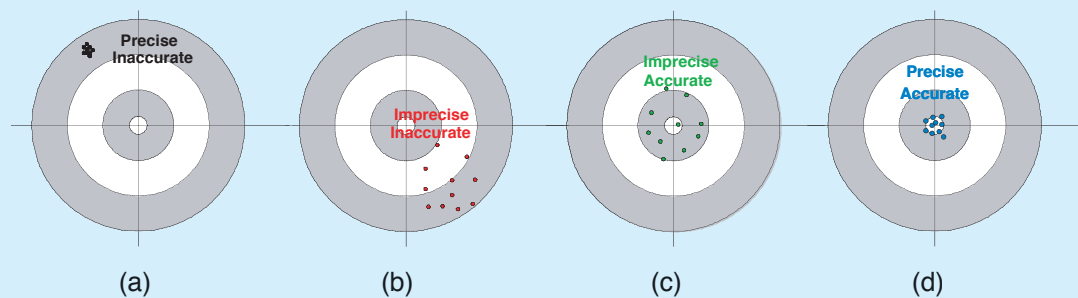 Precise
Inaccurate
Imprecise
Inaccurate
Imprecise
Accurate
Precise
Accurate
(a)
(b)
(c)
(d)